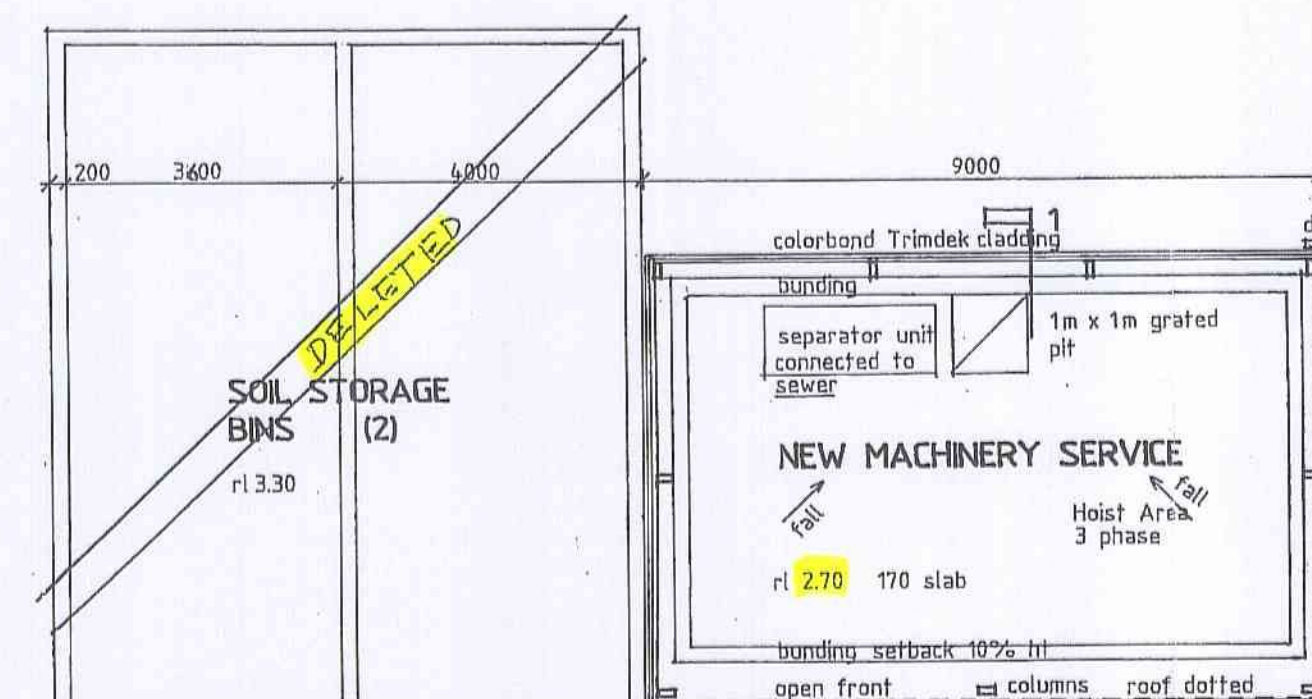 200 3600 4000 9000
DELETED
SOIL STORAGE
BINS (2)
rl 3.30
1
colorbond Trimdek cladding
bunding
separator unit
connected to
sewer
1m x 1m grated
pit
NEW MACHINERY SERVICE
fall
fall
Hoist Area
3 phase
rl 2.70 170 slab
bunding setback 10% ht
open front columns roof dotted